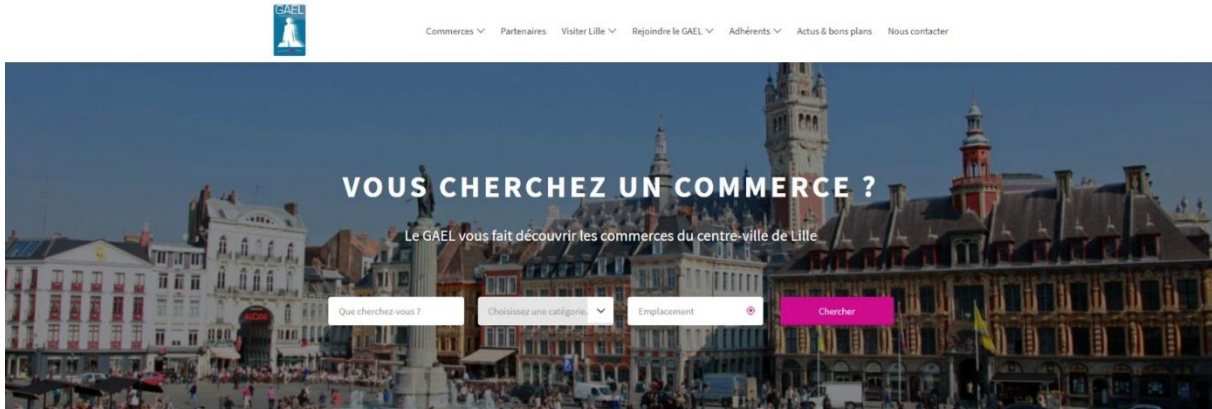 GAEL
Commerces
Partenaires
Visiter Lille
Rejoindre le GAEL
Adhérents
Actus & bons plans
Nous contacter
VOUS CHERCHEZ UN COMMERCE ?
Le GAEL vous fait découvrir les commerces du centre-ville de Lille
Que cherchez-vous ?
Choisissez une catégorie.
Emplacement
Chercher